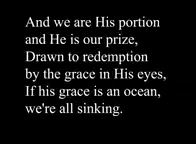 And we are His portion
and He is our prize,
Drawn to redemption
by the grace in His eyes,
If his grace is an ocean,
we're all sinking.